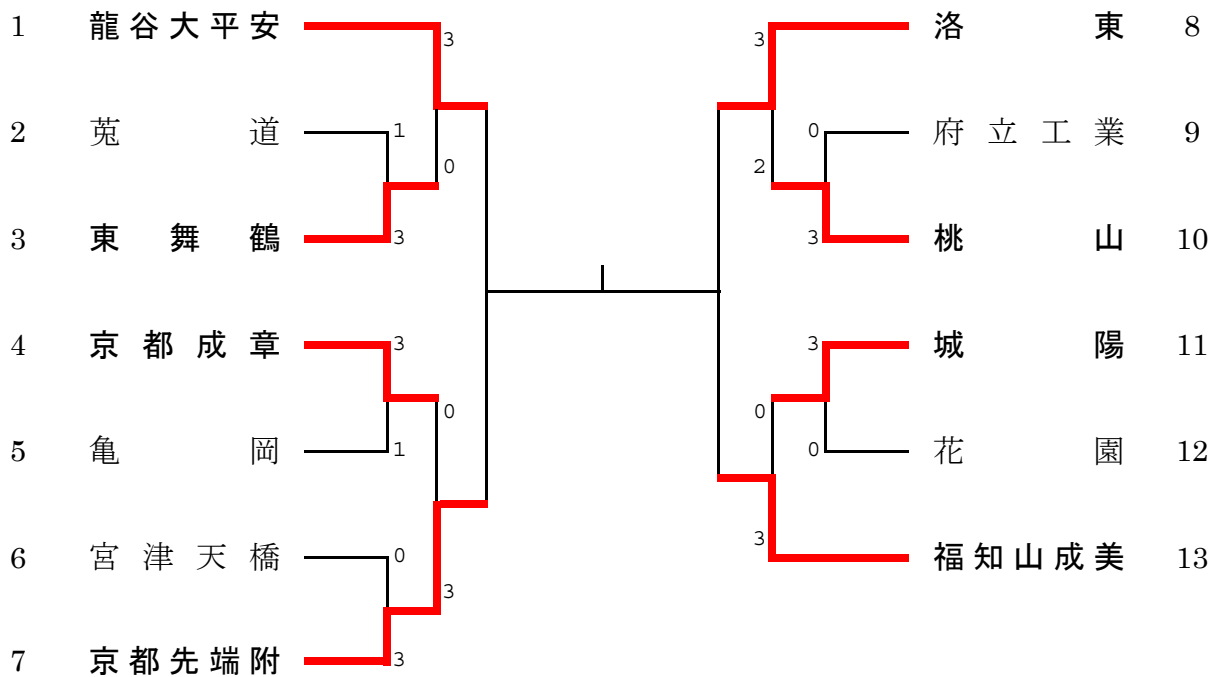 1 龍谷大平安 3 3 洛東 8
2 莵道 1 0 府立工業 9
0 2
3 東舞鶴 3 3 桃山 10
4 京都成章 3 3 城陽 11
0 0
5 亀岡 1 0 花園 12
6 宮津天橋 0 3 福知山成美 13
3
7 京都先端附 3